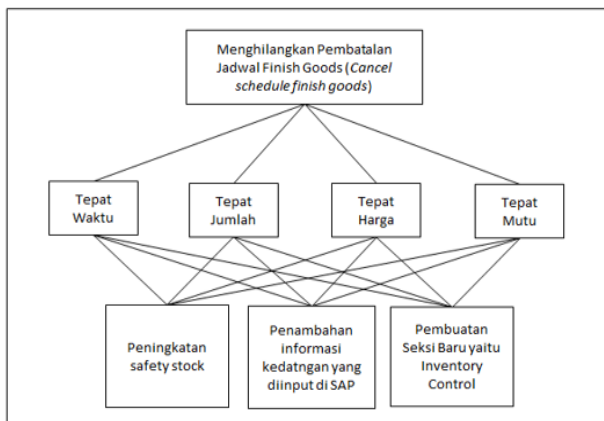 Menghilangkan Pembatalan
Jadwal Finish Goods (Cancel
schedule finish goods)
Tepat
Waktu
Tepat
Jumlah
Tepat
Harga
Tepat
Mutu
Peningkatan
safety stock
Penambahan
informasi
kedatngan yang
diinput di SAP
Pembuatan
Seksi Baru yaitu
Inventory
Control